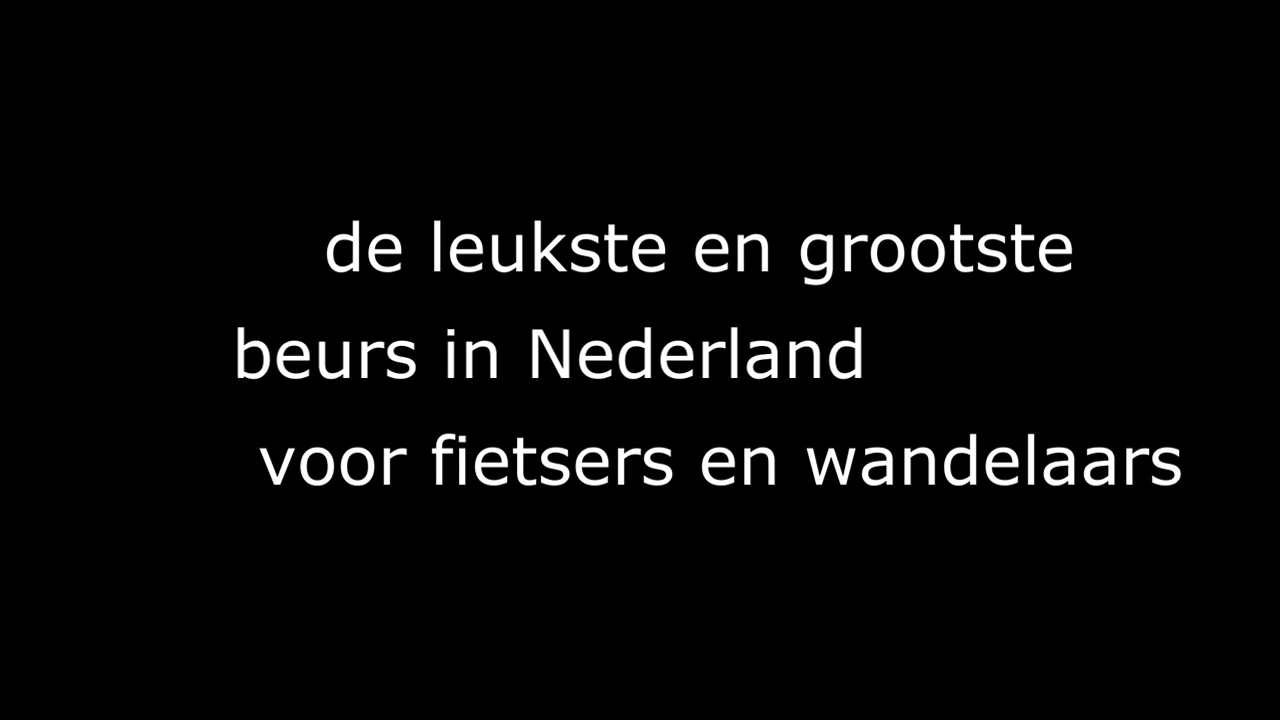 de leukste en grootste
beurs in Nederland
voor fietsers en wandelaars